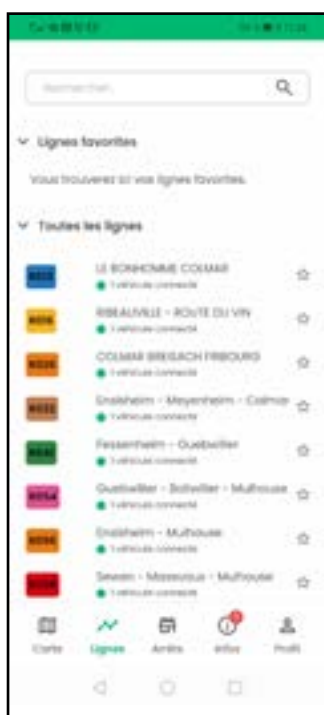 Rechercher...
Lignes favorites
Vous trouverez ici vos lignes favorites.
Toutes les lignes
LE BONHOMME COLMAR
1 véhicule connecté
RIBEAUVILLE - ROUTE DU VIN
1 véhicule connecté
COLMAR BREISACH FRIBOURG
1 véhicule connecté
Ensisheim - Meyenheim - Colmar
1 véhicule connecté
Fessenheim - Guebwiller
1 véhicule connecté
Guebwiller - Bollwiller - Mulhouse
1 véhicule connecté
Ensisheim - Mulhouse
1 véhicule connecté
Sewen - Masevaux - Mulhouse
1 véhicule connecté
Carte Lignes Arrêts Infos Profil